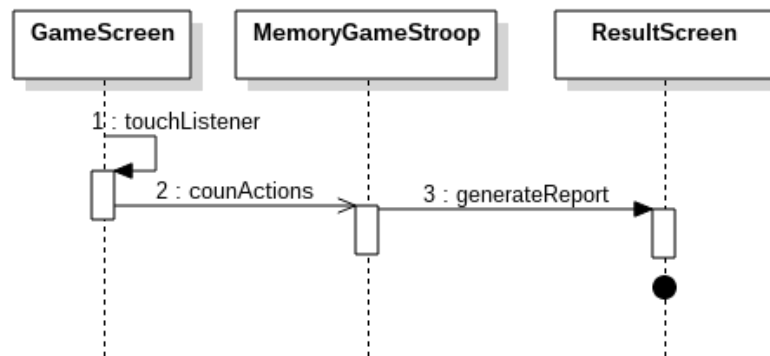 GameScreen
MemoryGameStroop
ResultScreen
1 : touchListener
2 : counActions
3 : generateReport